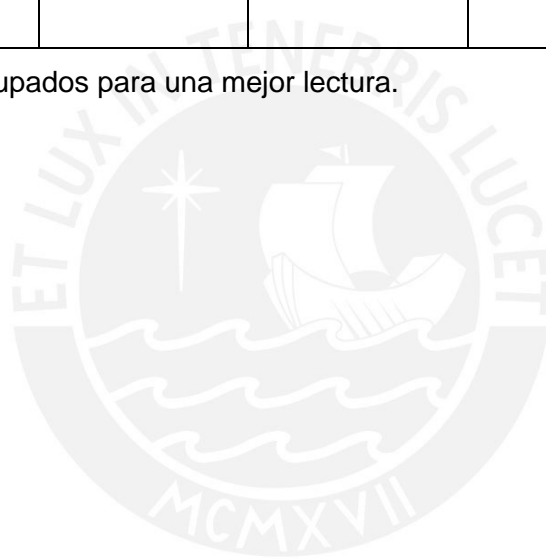 upados para una mejor lectura.
ET LUX IN TENEBRIS LUCET
MCMXVII